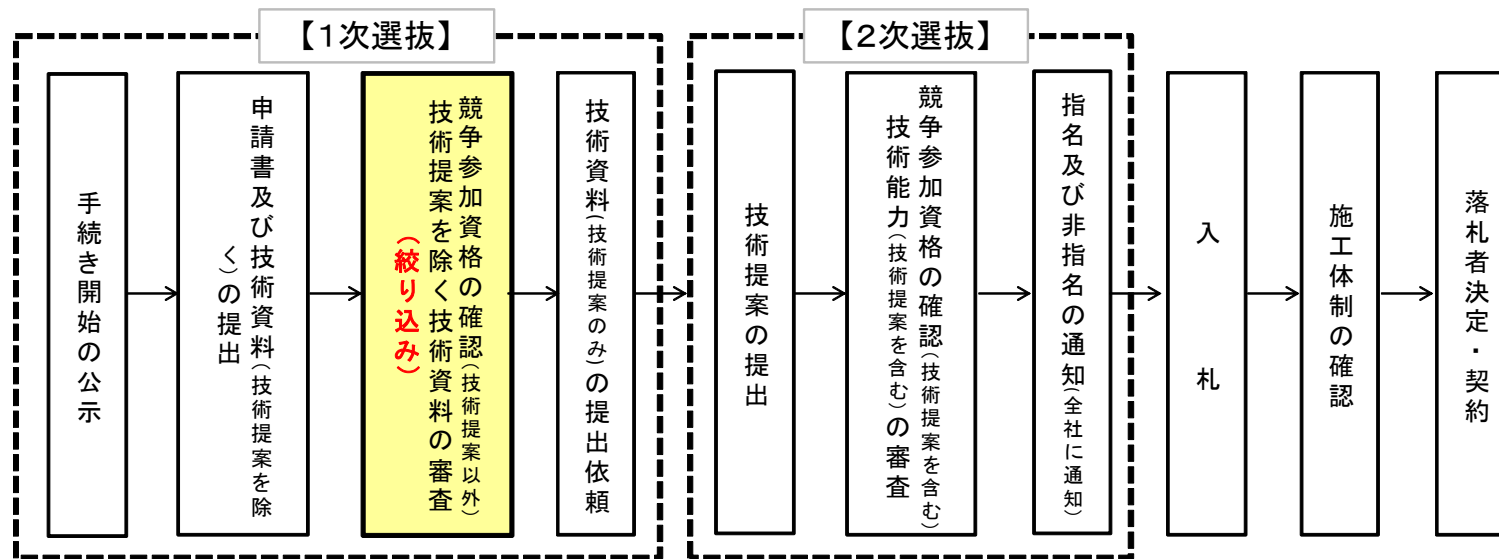 【1次選抜】
手続き開始の公示
申請書及び技術資料(技術提案を除
く)の提出
競争参加資格の確認(技術提案以外)
技術提案を除く技術資料の審査
(絞り込み)
技術資料(技術提案のみ)の提出依頼
【2次選抜】
技術提案の提出
競争参加資格の確認(技術提案を含む)
技術能力(技術提案を含む)の審査
指名及び非指名の通知(全社に通知)
入札
施工体制の確認
落札者決定・契約